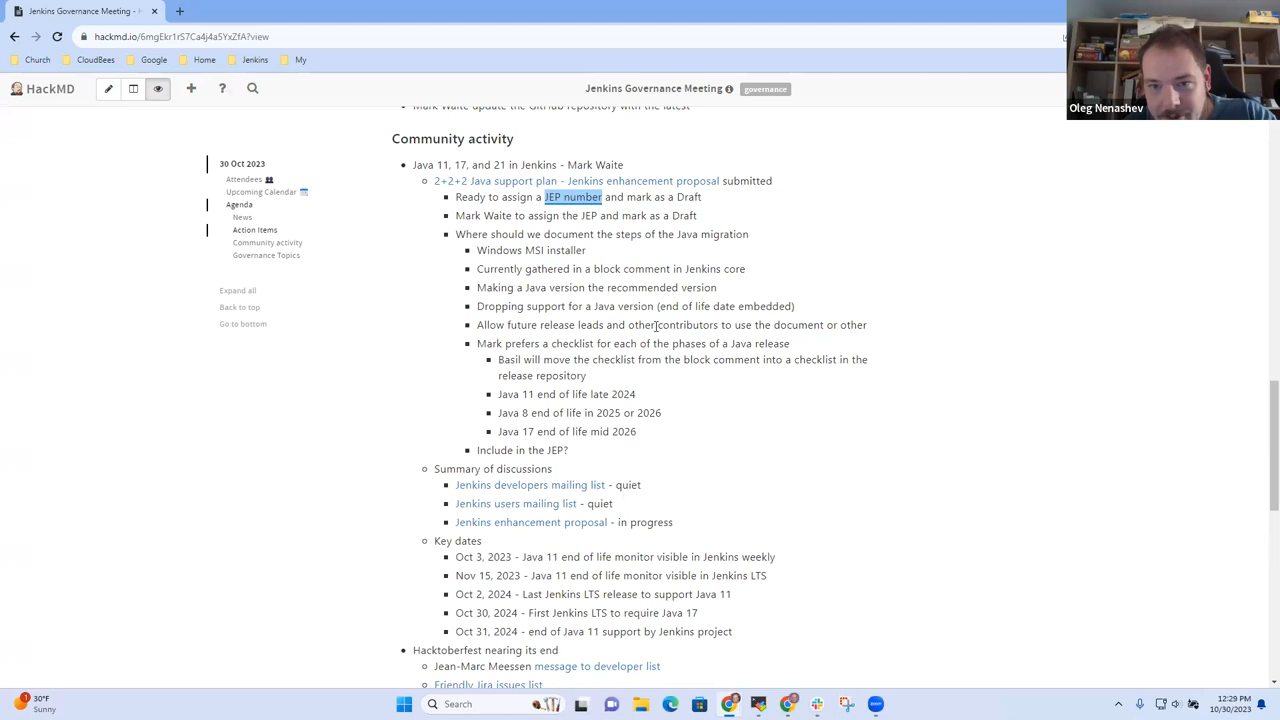 Jenkins Governance Meeting -
hackmd.io/6mgEkr1rS7Ca4j4a5YxZfA?view
Church
CloudBees
Google
Home
Jenkins
My
HackMD
Jenkins Governance Meeting
governance
Oleg Nenashev
Mark Waite update the GitHub repository with the latest
30 Oct 2023
Attendees
Upcoming Calendar
Agenda
News
Action Items
Community activity
Governance Topics
Expand all
Back to top
Go to bottom
Community activity
Java 11, 17, and 21 in Jenkins - Mark Waite
2+2+2 Java support plan - Jenkins enhancement proposal submitted
Ready to assign a JEP number and mark as a Draft
Mark Waite to assign the JEP and mark as a Draft
Where should we document the steps of the Java migration
Windows MSI installer
Currently gathered in a block comment in Jenkins core
Making a Java version the recommended version
Dropping support for a Java version (end of life date embedded)
Allow future release leads and other contributors to use the document or other
Mark prefers a checklist for each of the phases of a Java release
Basil will move the checklist from the block comment into a checklist in the
release repository
Java 11 end of life late 2024
Java 8 end of life in 2025 or 2026
Java 17 end of life mid 2026
Include in the JEP?
Summary of discussions
Jenkins developers mailing list - quiet
Jenkins users mailing list - quiet
Jenkins enhancement proposal - in progress
Key dates
Oct 3, 2023 - Java 11 end of life monitor visible in Jenkins weekly
Nov 15, 2023 - Java 11 end of life monitor visible in Jenkins LTS
Oct 2, 2024 - Last Jenkins LTS release to support Java 11
Oct 30, 2024 - First Jenkins LTS to require Java 17
Oct 31, 2024 - end of Java 11 support by Jenkins project
Hacktoberfest nearing its end
Jean-Marc Meessen message to developer list
Friendly Jira issues list
30°F
Sunny
Search
12:29 PM
10/30/2023